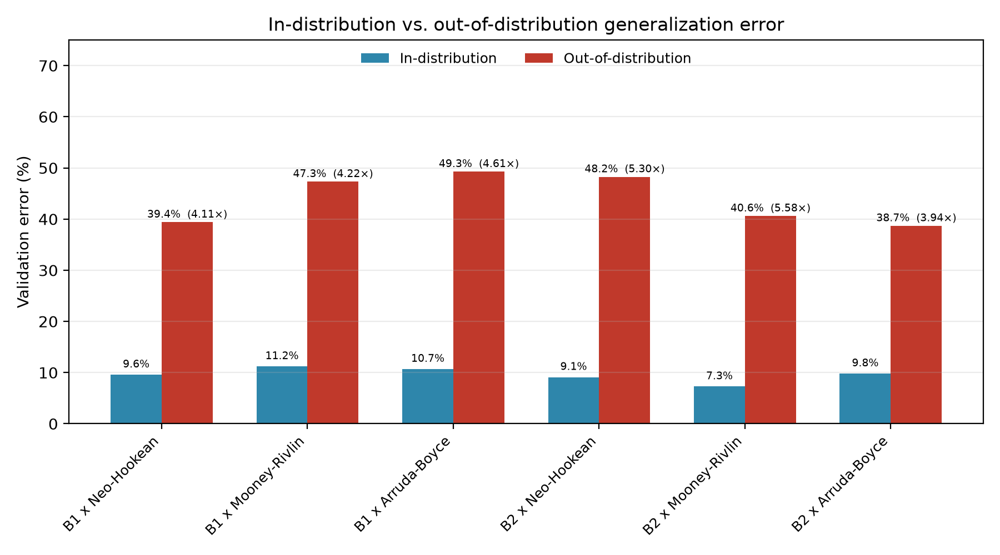 In-distribution vs. out-of-distribution generalization error
In-distribution
Out-of-distribution
Validation error (%)
70
60
50
40
30
20
10
0
9.6%
39.4% (4.11×)
11.2%
47.3% (4.22×)
10.7%
49.3% (4.61×)
9.1%
48.2% (5.30×)
7.3%
40.6% (5.58×)
9.8%
38.7% (3.94×)
B1 x Neo-Hookean
B1 x Mooney-Rivlin
B1 x Arruda-Boyce
B2 x Neo-Hookean
B2 x Mooney-Rivlin
B2 x Arruda-Boyce